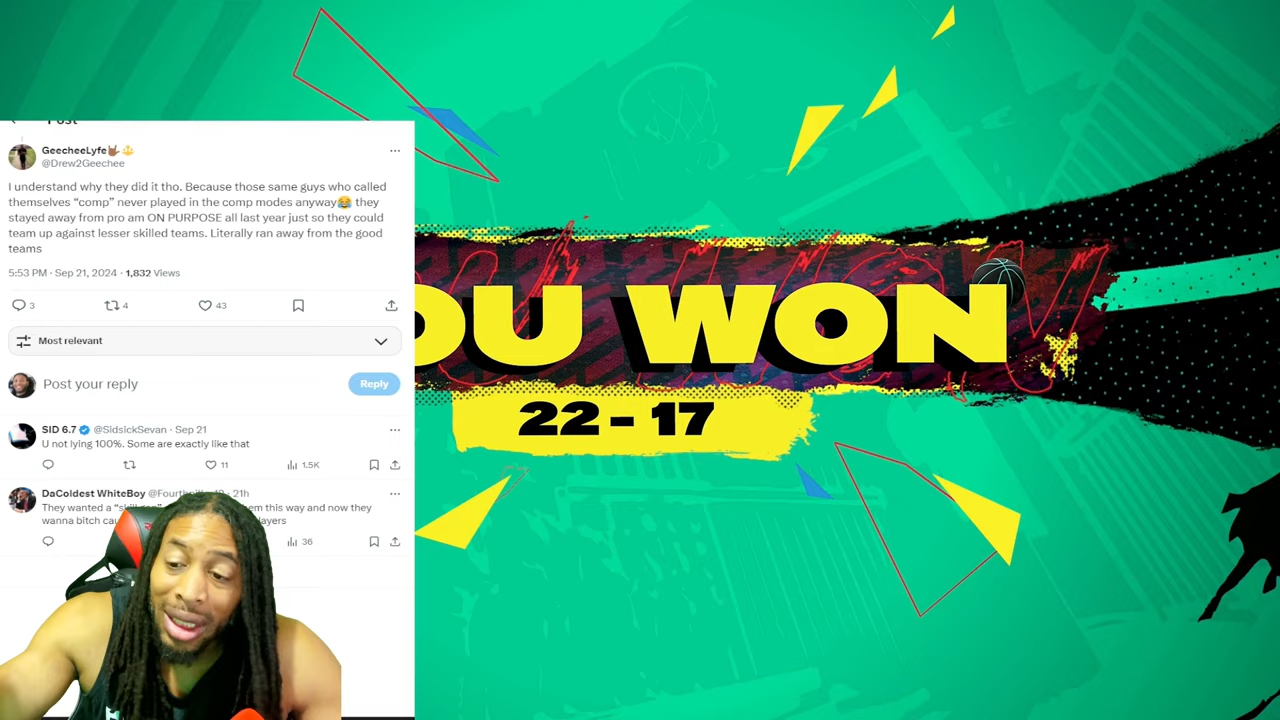 Post
GeecheeLyfe🤟🏾🔱
@Drew2Geechee
I understand why they did it tho. Because those same guys who called
themselves “comp” never played in the comp modes anyway😂 they
stayed away from pro am ON PURPOSE all last year just so they could
team up against lesser skilled teams. Literally ran away from the good
teams
5:53 PM · Sep 21, 2024 · 1,832 Views
3 4 43
Most relevant
Post your reply
Reply
SID 6.7 @SidsickSevan · Sep 21
U not lying 100%. Some are exactly like that
11 1.5K
DaColdest WhiteBoy · 21h
They wanted a em this way and now they
wanna bitch layers
36
OU WON
22 - 17